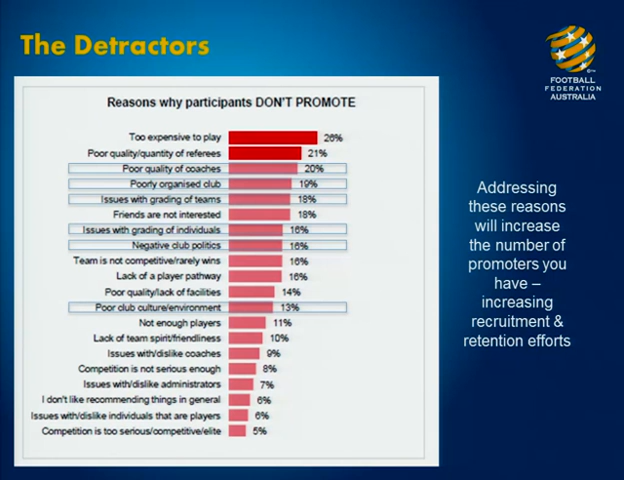 The Detractors
FOOTBALL
FEDERATION
AUSTRALIA
Reasons why participants DON'T PROMOTE
Too expensive to play 26%
Poor quality/quantity of referees 21%
Poor quality of coaches 20%
Poorly organised club 19%
Issues with grading of teams 18%
Friends are not interested 18%
Issues with grading of individuals 16%
Negative club politics 16%
Team is not competitive/rarely wins 16%
Lack of a player pathway 16%
Poor quality/lack of facilities 14%
Poor club culture/environment 13%
Not enough players 11%
Lack of team spirit/friendliness 10%
Issues with/dislike coaches 9%
Competition is not serious enough 8%
Issues with/dislike administrators 7%
I don't like recommending things in general 6%
Issues with/dislike individuals that are players 6%
Competition is too serious/competitive/elite 5%
Addressing
these reasons
will increase
the number of
promoters you
have –
increasing
recruitment &
retention efforts